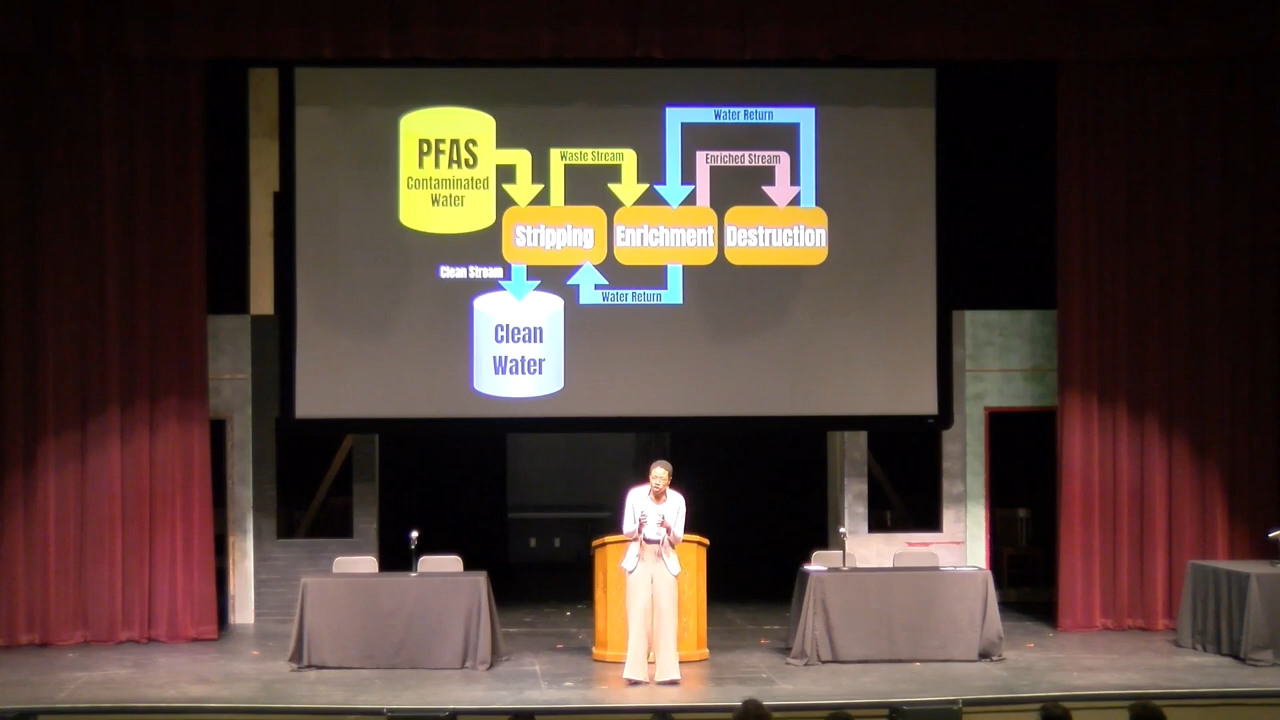 Water Return
PFAS
Contaminated
Water
Waste Stream
Enriched Stream
Stripping
Enrichment
Destruction
Clean Stream
Water Return
Clean
Water